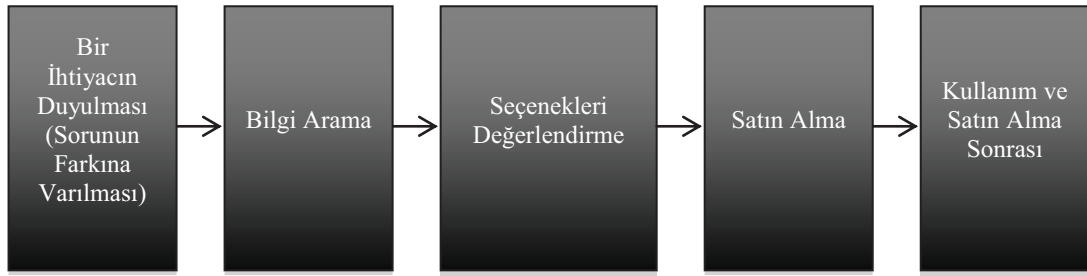 Bir
İhtiyacın
Duyulması
(Sorunun
Farkına
Varılması)
Bilgi Arama
Seçenekleri
Değerlendirme
Satın Alma
Kullanım ve
Satın Alma
Sonrası